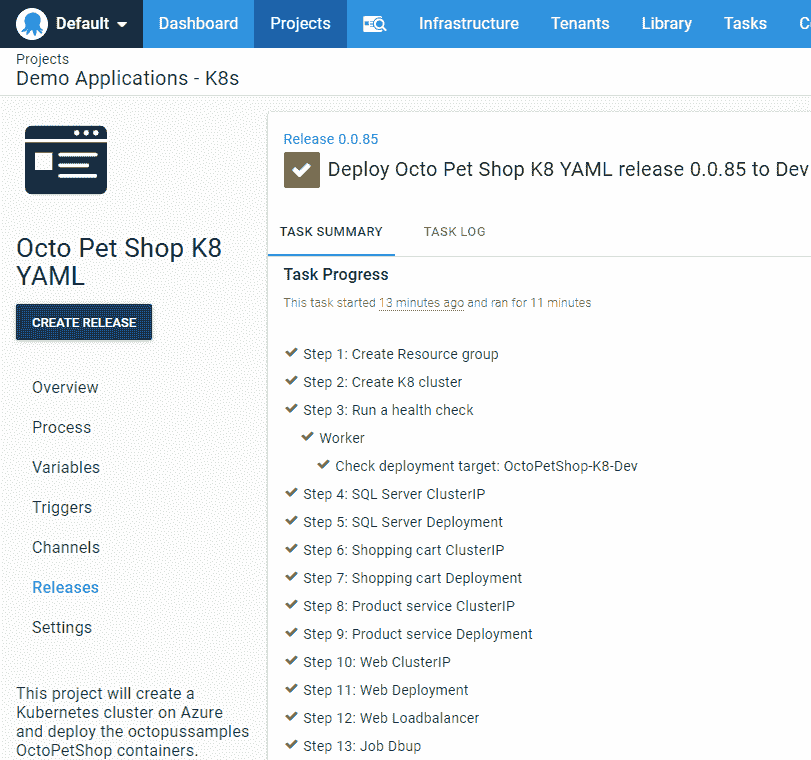 Default Dashboard Projects Infrastructure Tenants Library Tasks
Projects
Demo Applications - K8s
Octo Pet Shop K8
YAML
CREATE RELEASE
Overview
Process
Variables
Triggers
Channels
Releases
Settings
This project will create a
Kubernetes cluster on Azure
and deploy the octopussamples
OctoPetShop containers.
Release 0.0.85
Deploy Octo Pet Shop K8 YAML release 0.0.85 to Dev
TASK SUMMARY TASK LOG
Task Progress
This task started 13 minutes ago and ran for 11 minutes
Step 1: Create Resource group
Step 2: Create K8 cluster
Step 3: Run a health check
Worker
Check deployment target: OctoPetShop-K8-Dev
Step 4: SQL Server ClusterIP
Step 5: SQL Server Deployment
Step 6: Shopping cart ClusterIP
Step 7: Shopping cart Deployment
Step 8: Product service ClusterIP
Step 9: Product service Deployment
Step 10: Web ClusterIP
Step 11: Web Deployment
Step 12: Web Loadbalancer
Step 13: Job Dbup